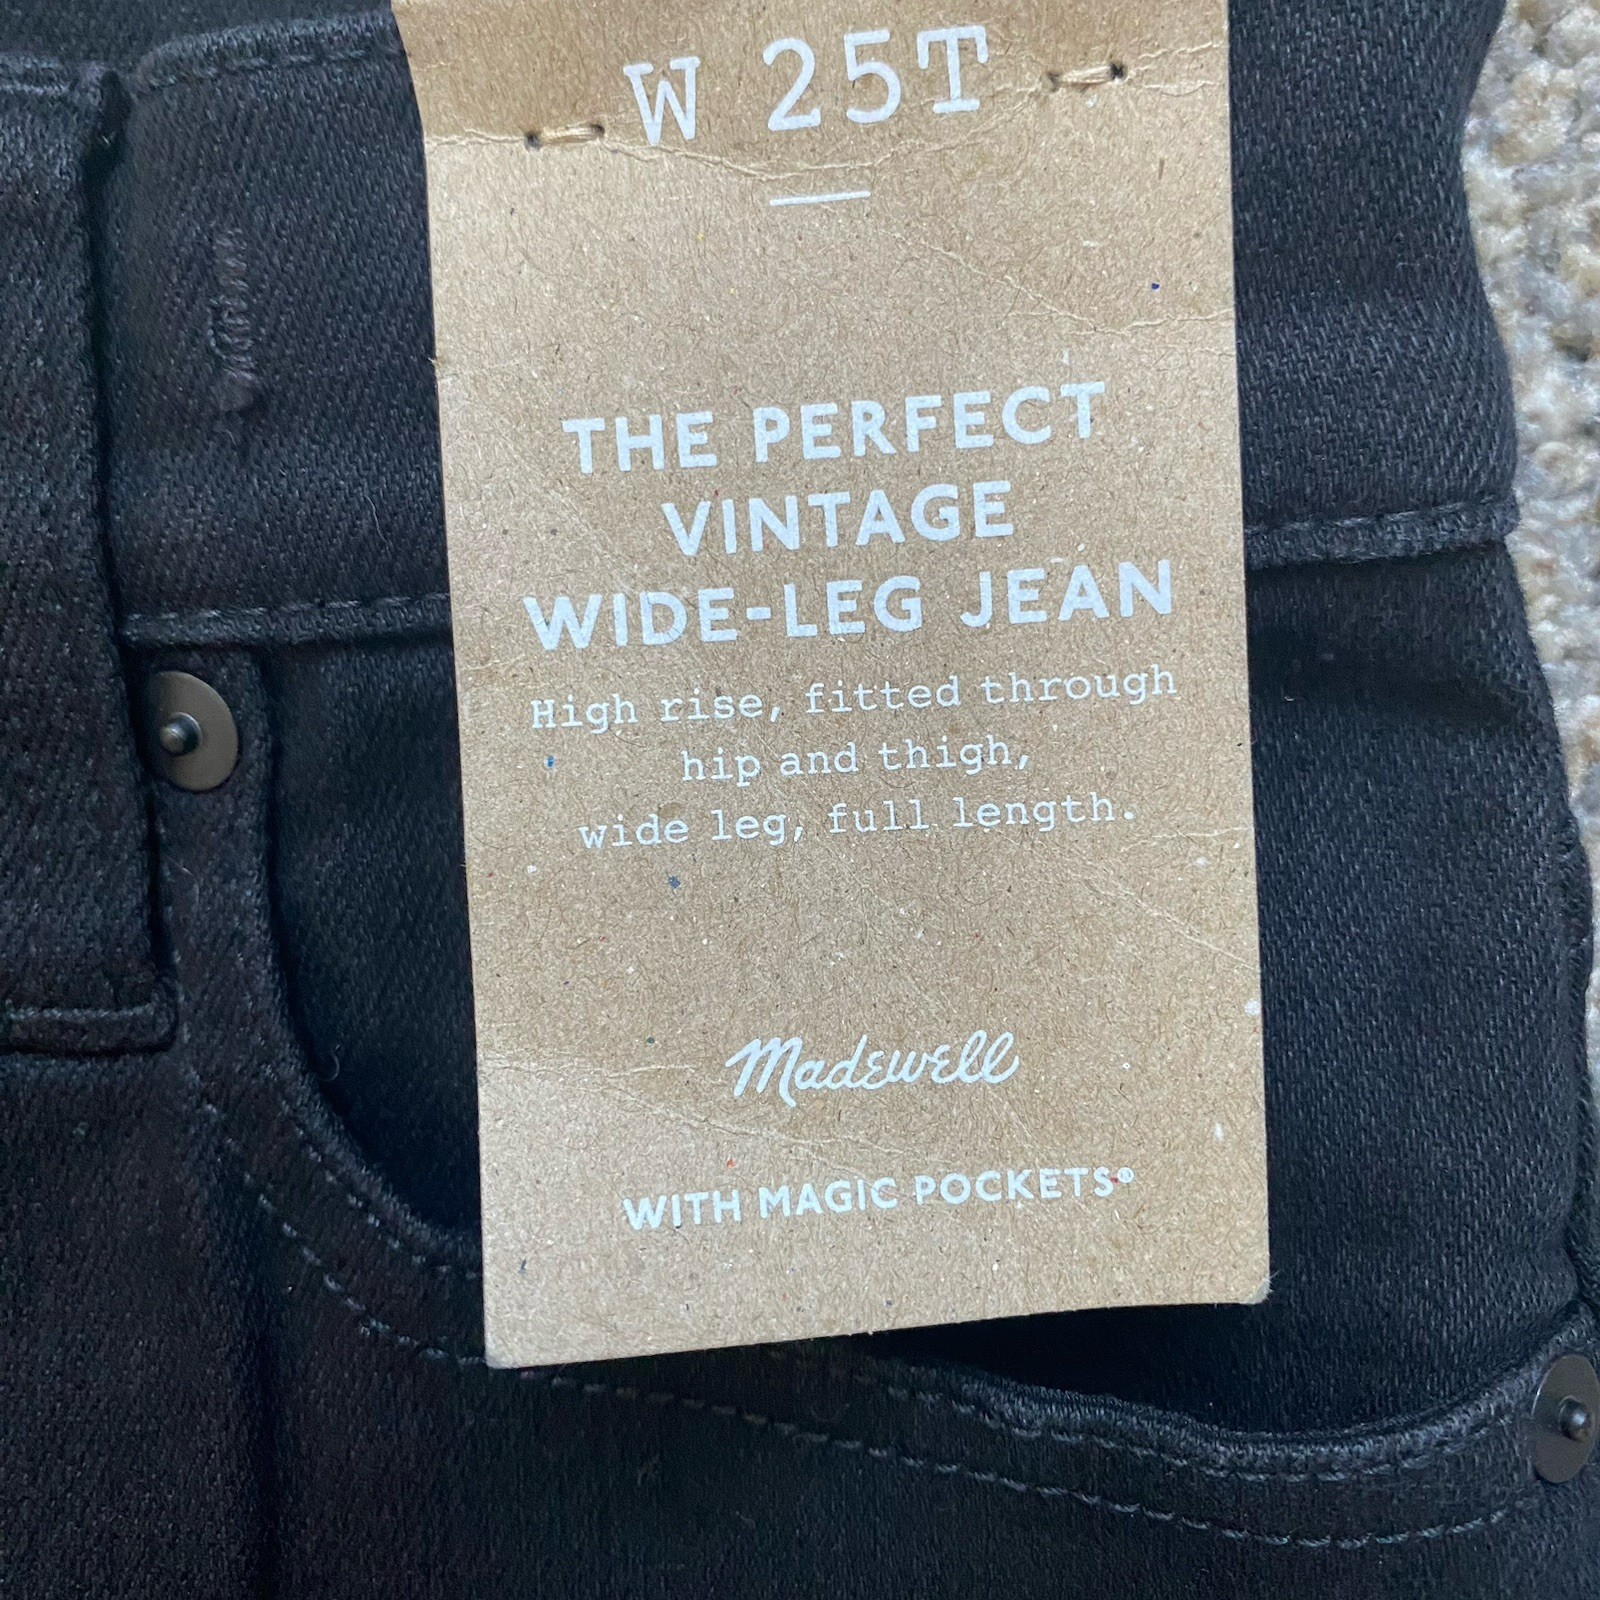 W 25T
THE PERFECT
VINTAGE
WIDE-LEG JEAN
High rise, fitted through
hip and thigh,
wide leg, full length.
Madewell
WITH MAGIC POCKETS®